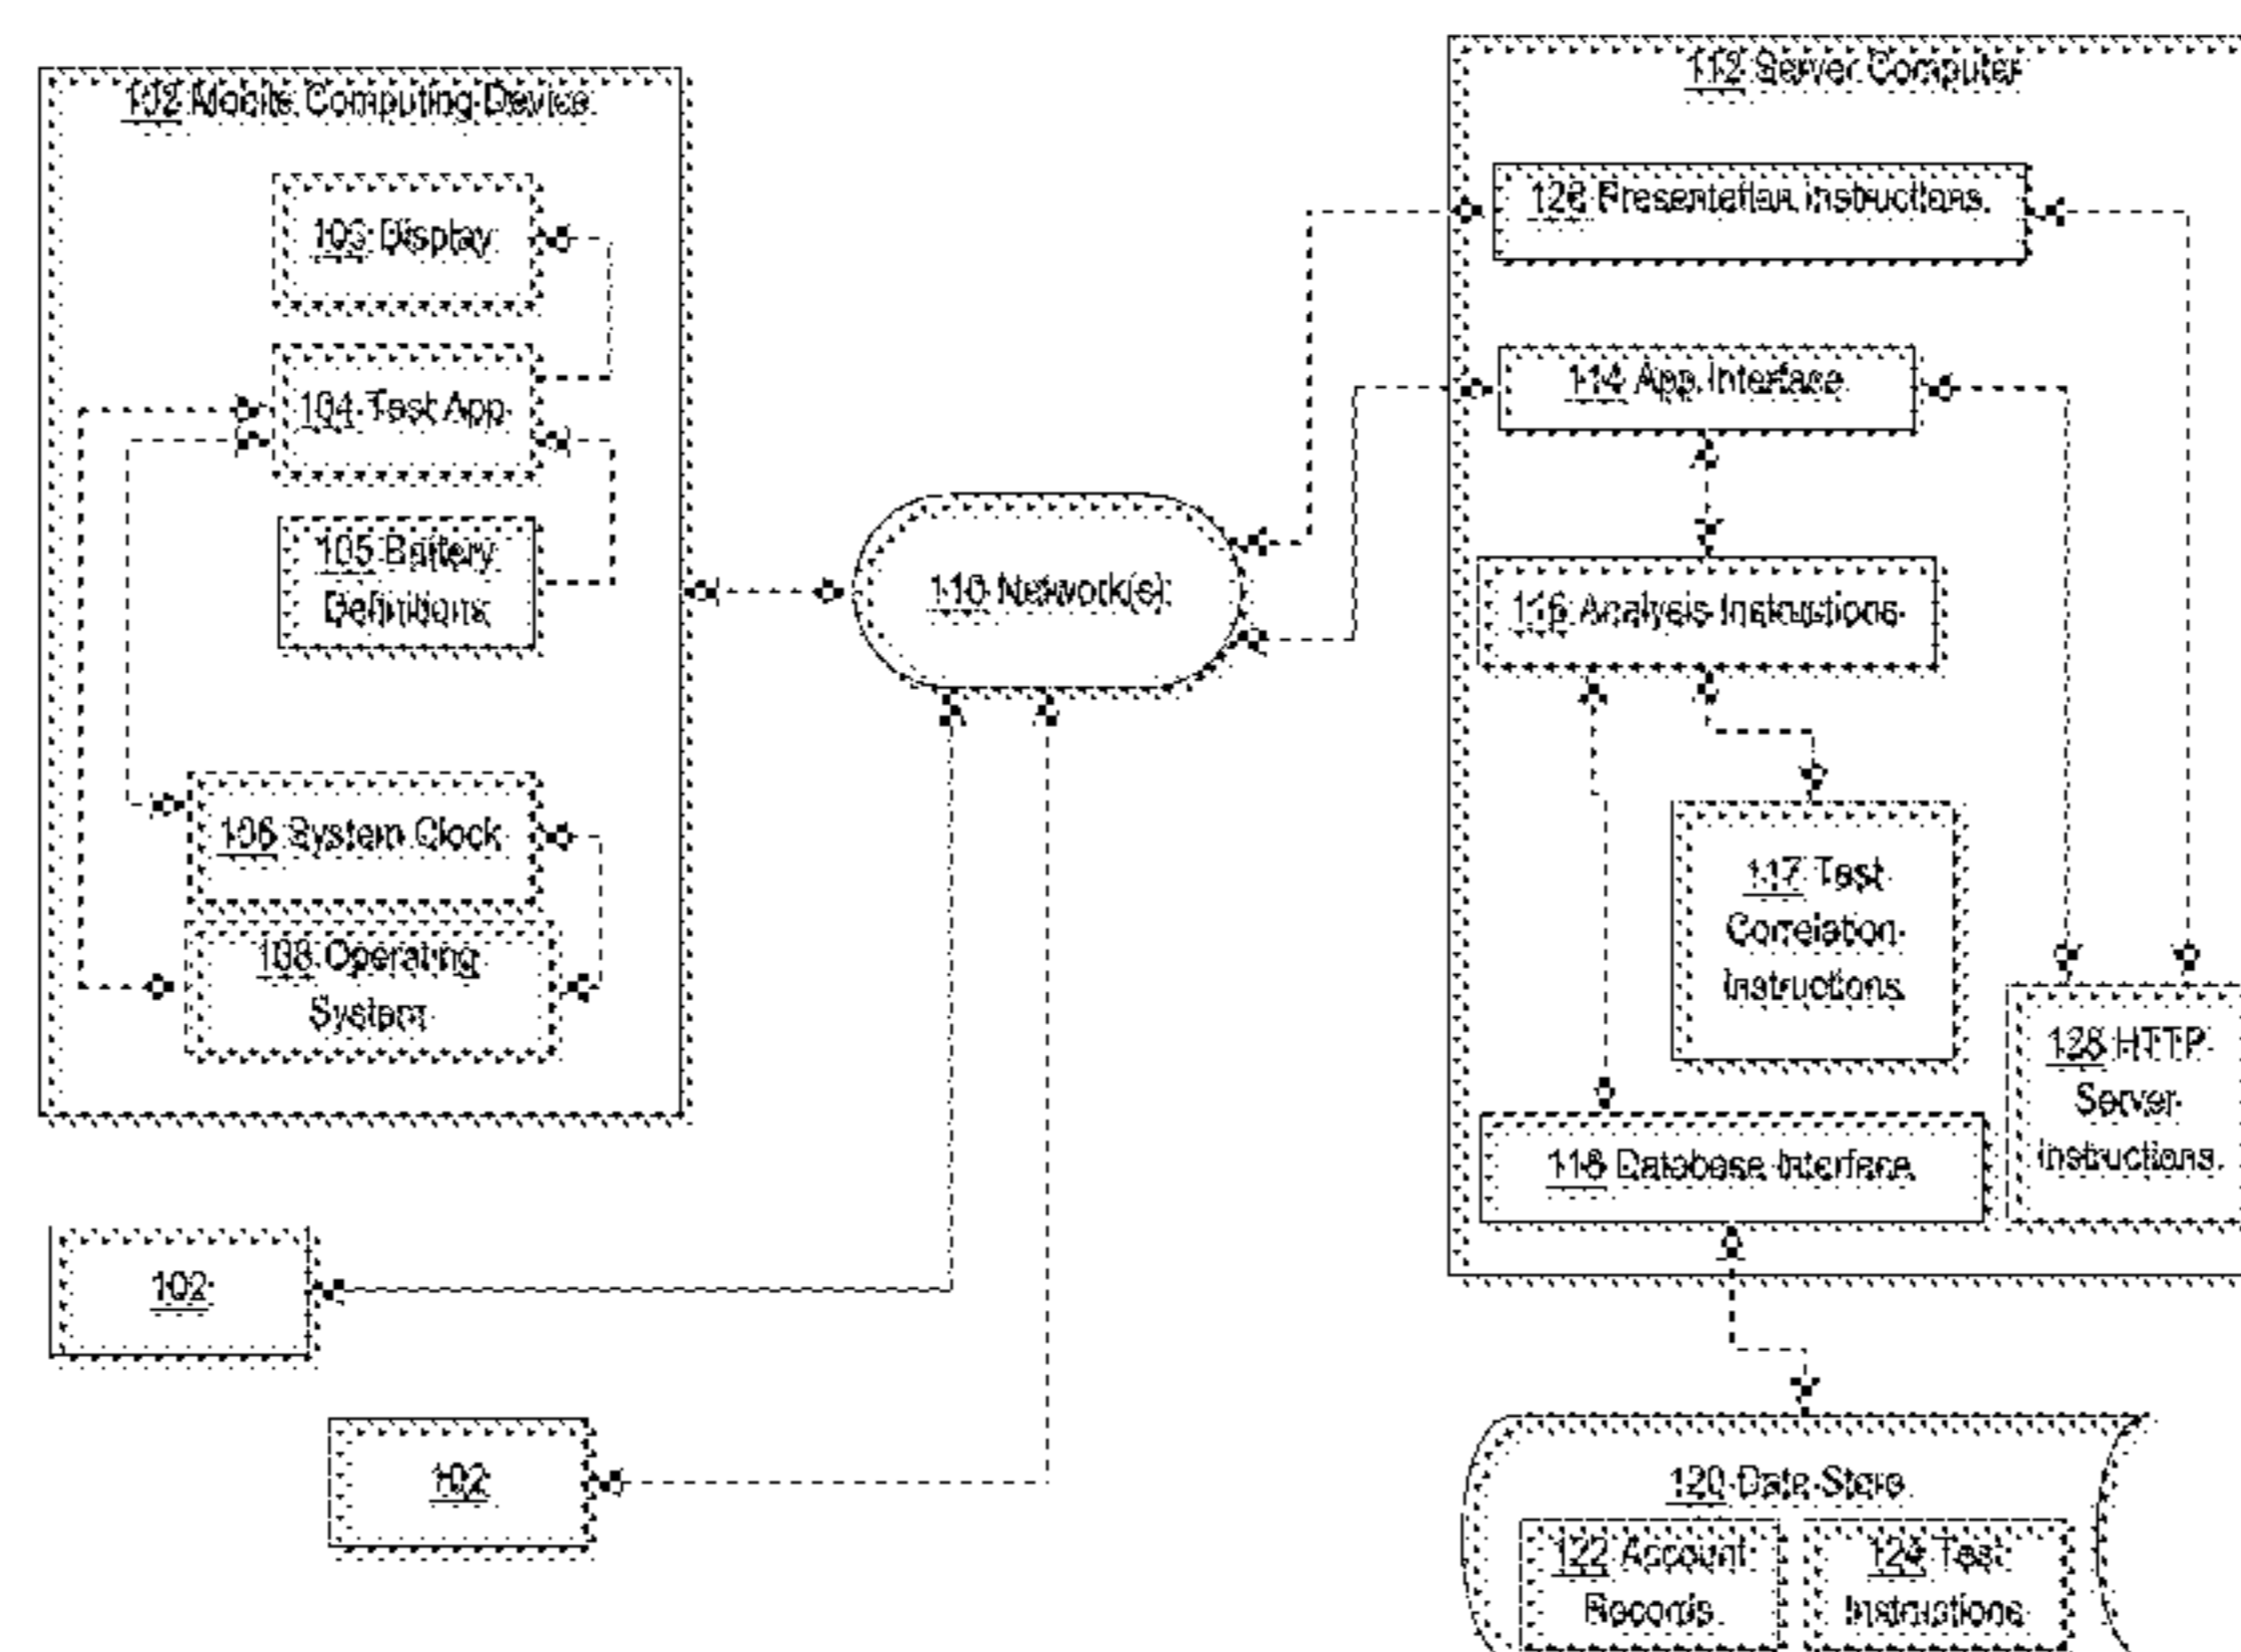 102 Mobile Computing Device
103 Display
104 Test App
105 Battery
Definitions
106 System Clock
108 Operating
System
102
102
110 Network(s)
112 Server Computer
126 Presentation Instructions
114 App Interface
116 Analysis Instructions
117 Test
Correlation
Instructions
118 Database Interface
128 HTTP
Server
Instructions
120 Data Store
122 Account
Records
124 Test
Instructions